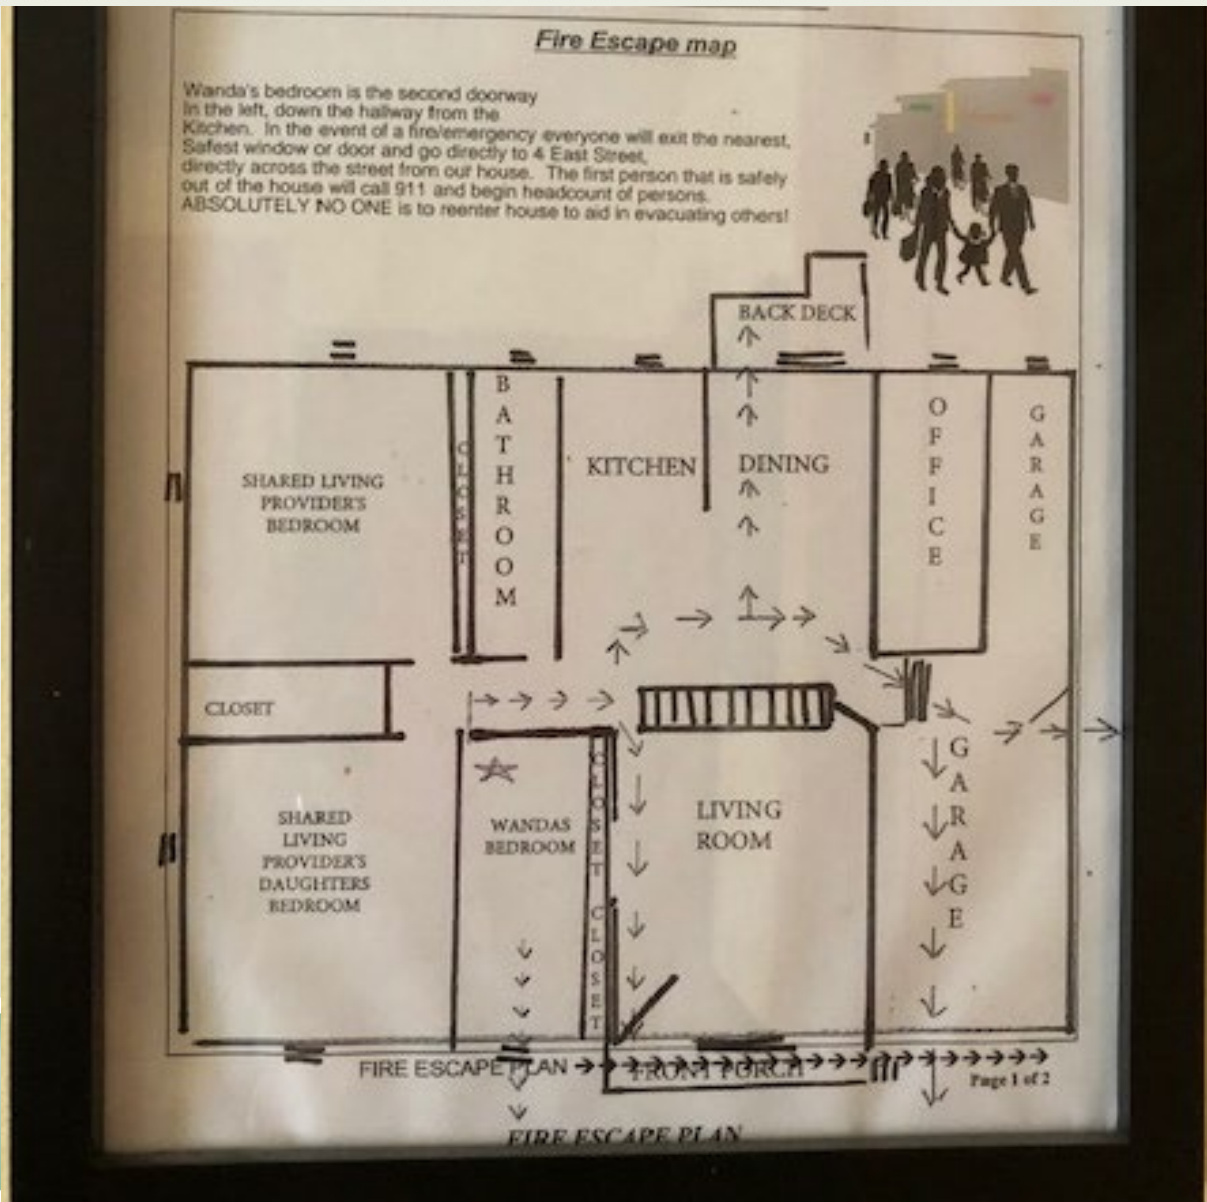 Fire Escape map
Wanda's bedroom is the second doorway
In the left, down the hallway from the
Kitchen. In the event of a fire/emergency everyone will exit the nearest,
Safest window or door and go directly to 4 East Street,
directly across the street from our house. The first person that is safely
out of the house will call 911 and begin headcount of persons.
ABSOLUTELY NO ONE is to reenter house to aid in evacuating others!
BACK DECK
SHARED LIVING
PROVIDER'S
BEDROOM
CLOSET
BATHROOM
KITCHEN
DINING
OFFICE
GARAGE
CLOSET
SHARED
LIVING
PROVIDER'S
DAUGHTERS
BEDROOM
WANDAS
BEDROOM
CLOSET
CLOSET
LIVING
ROOM
GARAGE
FIRE ESCAPE PLAN
FRONT PORCH
Page 1 of 2
FIRE ESCAPE PLAN